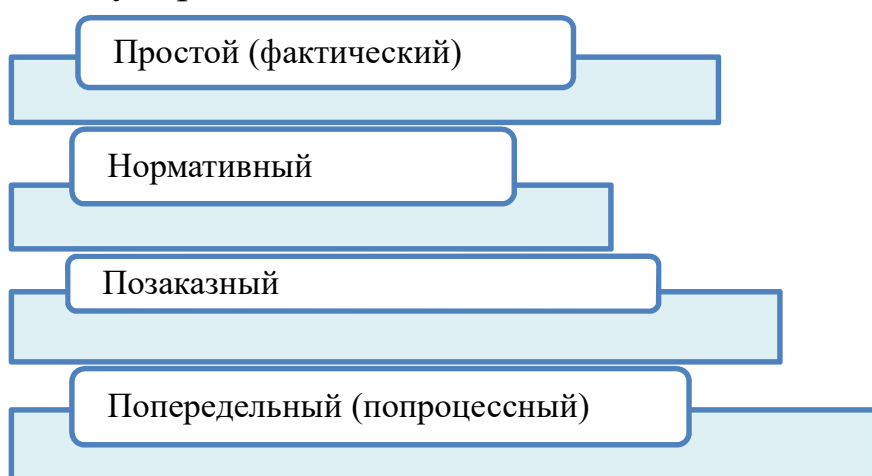 Простой (фактический)
Нормативный
Позаказный
Попередельный (попроцессный)